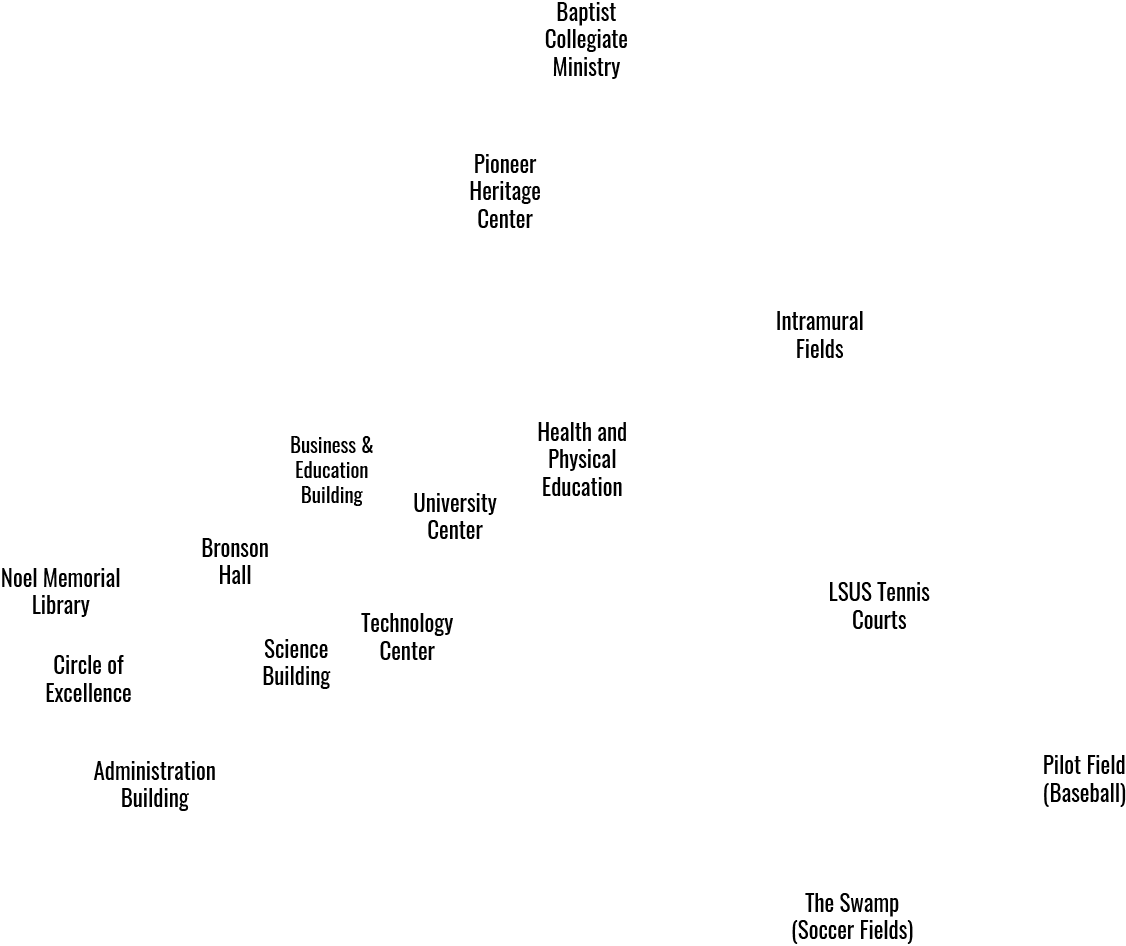 Baptist
Collegiate
Ministry
Pioneer
Heritage
Center
Intramural
Fields
Health and
Physical
Education
Business &
Education
Building
University
Center
Bronson
Hall
Noel Memorial
Library
LSUS Tennis
Courts
Technology
Center
Science
Building
Circle of
Excellence
Administration
Building
Pilot Field
(Baseball)
The Swamp
(Soccer Fields)